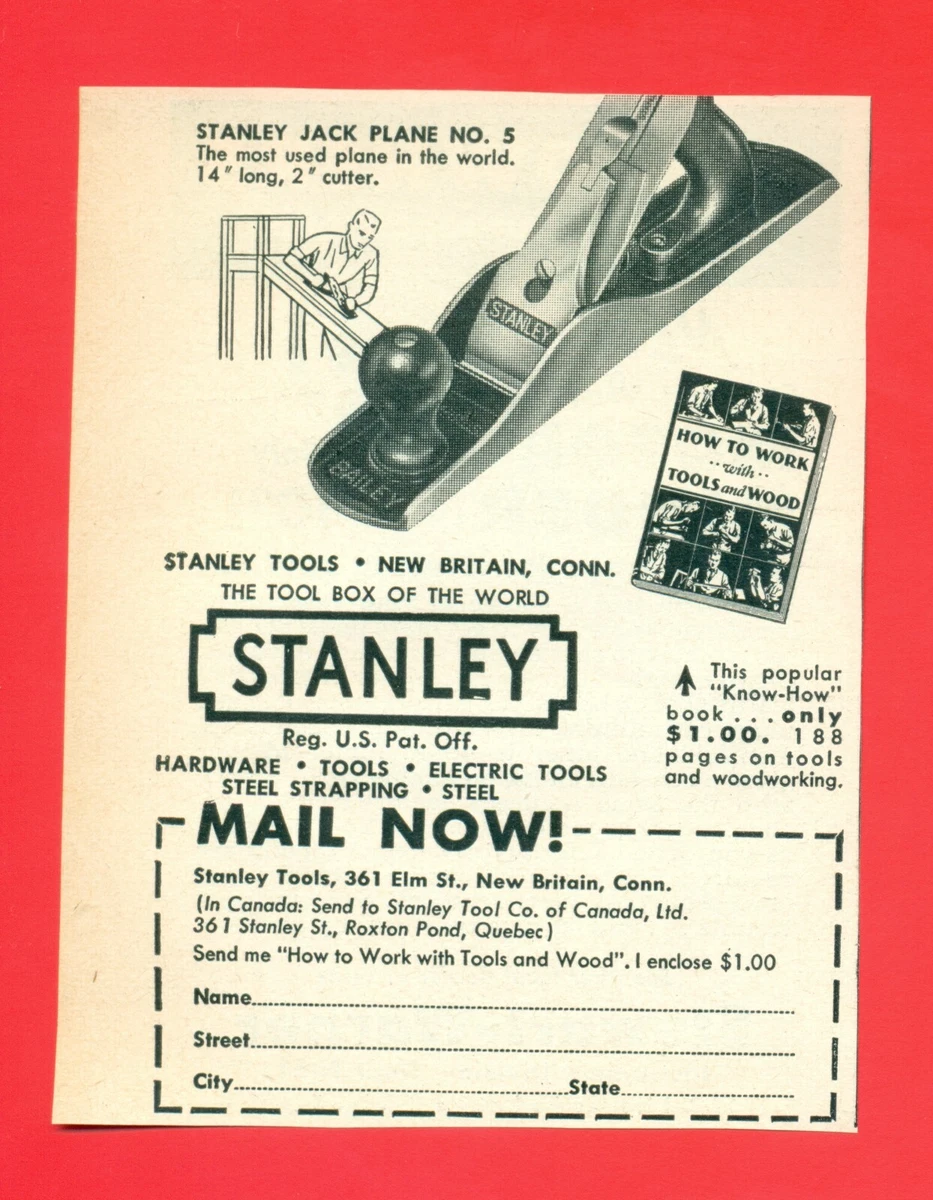 STANLEY JACK PLANE NO. 5
The most used plane in the world.
14" long, 2" cutter.
STANLEY
BAILEY
HOW TO WORK
··with··
TOOLS and WOOD
STANLEY TOOLS • NEW BRITAIN, CONN.
THE TOOL BOX OF THE WORLD
STANLEY
Reg. U.S. Pat. Off.
HARDWARE • TOOLS • ELECTRIC TOOLS
STEEL STRAPPING • STEEL
This popular
"Know-How"
book . . . only
$1.00. 188
pages on tools
and woodworking.
MAIL NOW!
Stanley Tools, 361 Elm St., New Britain, Conn.
(In Canada: Send to Stanley Tool Co. of Canada, Ltd.
361 Stanley St., Roxton Pond, Quebec)
Send me "How to Work with Tools and Wood". I enclose $1.00
Name
Street
City State